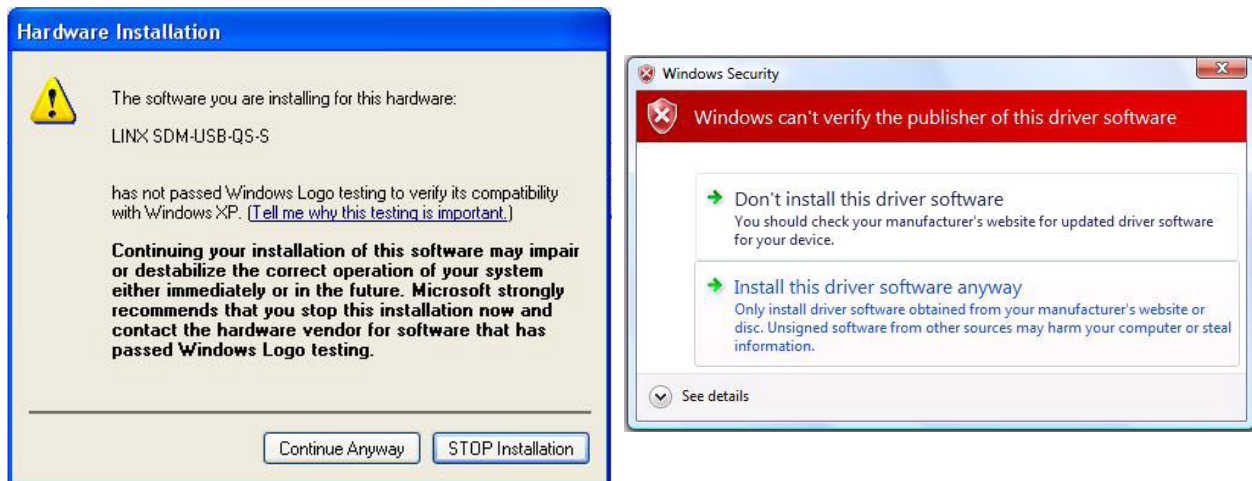 Hardware Installation
The software you are installing for this hardware:
LINX SDM-USB-QS-S
has not passed Windows Logo testing to verify its compatibility
with Windows XP. (Tell me why this testing is important.)
Continuing your installation of this software may impair
or destabilize the correct operation of your system
either immediately or in the future. Microsoft strongly
recommends that you stop this installation now and
contact the hardware vendor for software that has
passed Windows Logo testing.
Continue Anyway
STOP Installation
Windows Security
Windows can't verify the publisher of this driver software
Don't install this driver software
You should check your manufacturer's website for updated driver software
for your device.
Install this driver software anyway
Only install driver software obtained from your manufacturer's website or
disc. Unsigned software from other sources may harm your computer or steal
information.
See details